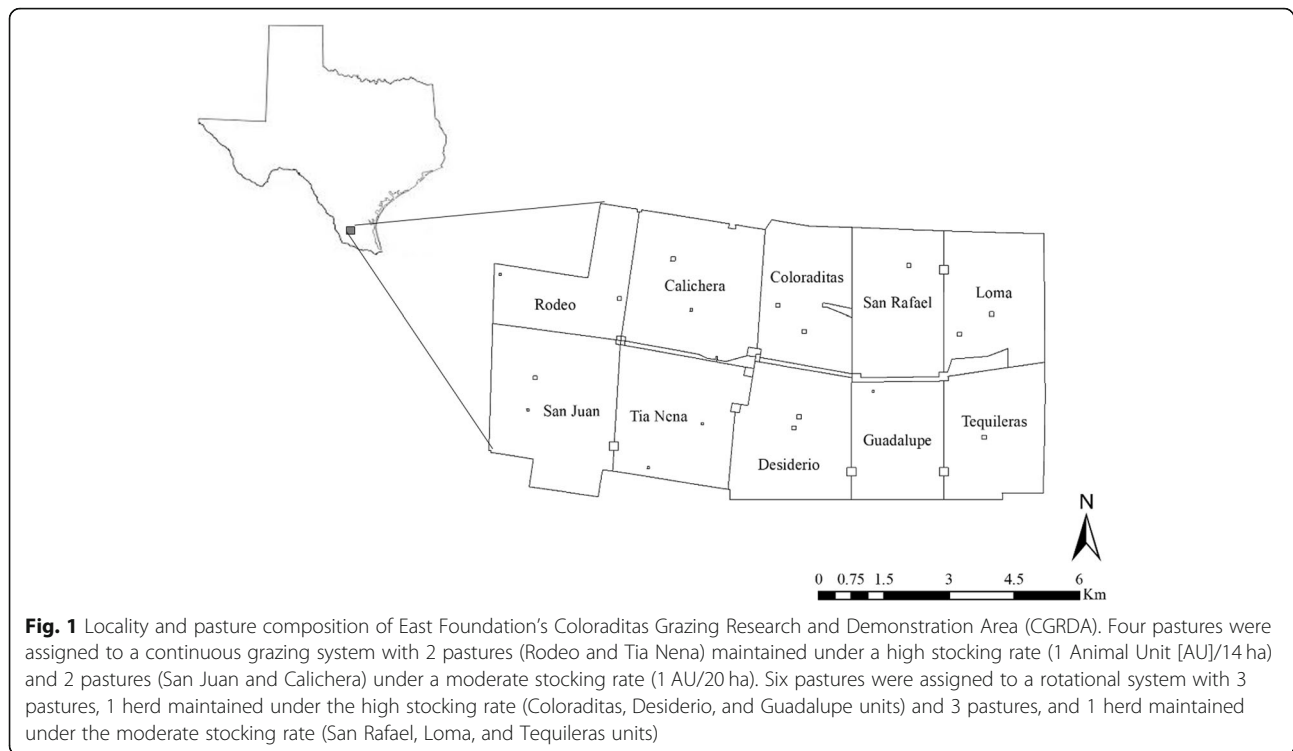 Rodeo
Calichera
Coloraditas
San Rafael
Loma
San Juan
Tia Nena
Desiderio
Guadalupe
Tequileras
N
0 0.75 1.5 3 4.5 6
Km
Fig. 1 Locality and pasture composition of East Foundation's Coloraditas Grazing Research and Demonstration Area (CGRDA). Four pastures were
assigned to a continuous grazing system with 2 pastures (Rodeo and Tia Nena) maintained under a high stocking rate (1 Animal Unit [AU]/14 ha)
and 2 pastures (San Juan and Calichera) under a moderate stocking rate (1 AU/20 ha). Six pastures were assigned to a rotational system with 3
pastures, 1 herd maintained under the high stocking rate (Coloraditas, Desiderio, and Guadalupe units) and 3 pastures, and 1 herd maintained
under the moderate stocking rate (San Rafael, Loma, and Tequileras units)